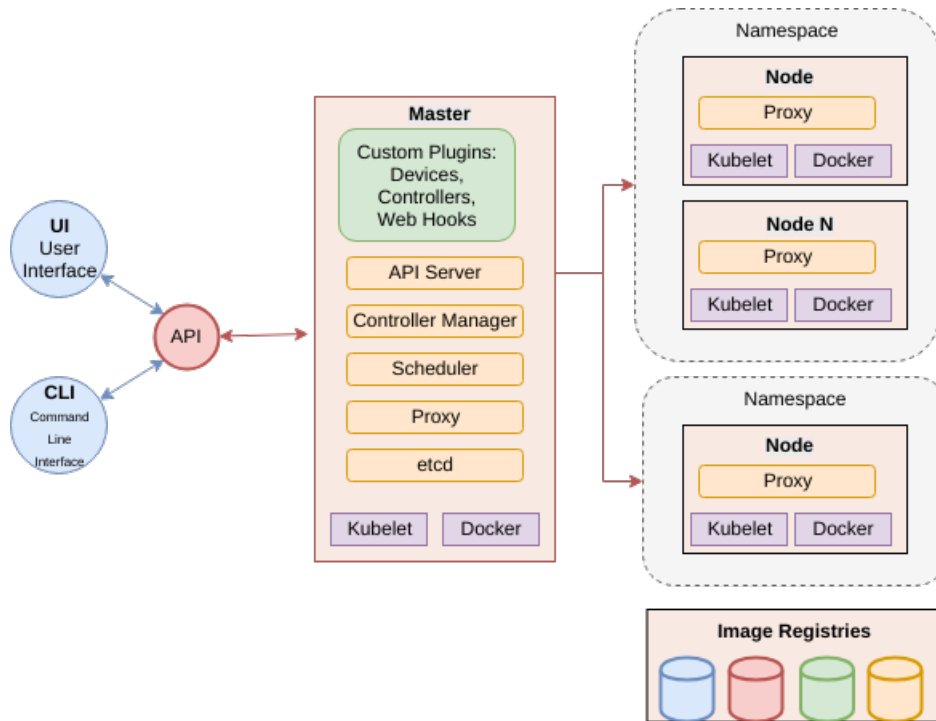 UI
User
Interface
CLI
Command
Line
Interface
API
Master
Custom Plugins:
Devices,
Controllers,
Web Hooks
API Server
Controller Manager
Scheduler
Proxy
etcd
Kubelet
Docker
Namespace
Node
Proxy
Kubelet
Docker
Node N
Proxy
Kubelet
Docker
Namespace
Node
Proxy
Kubelet
Docker
Image Registries